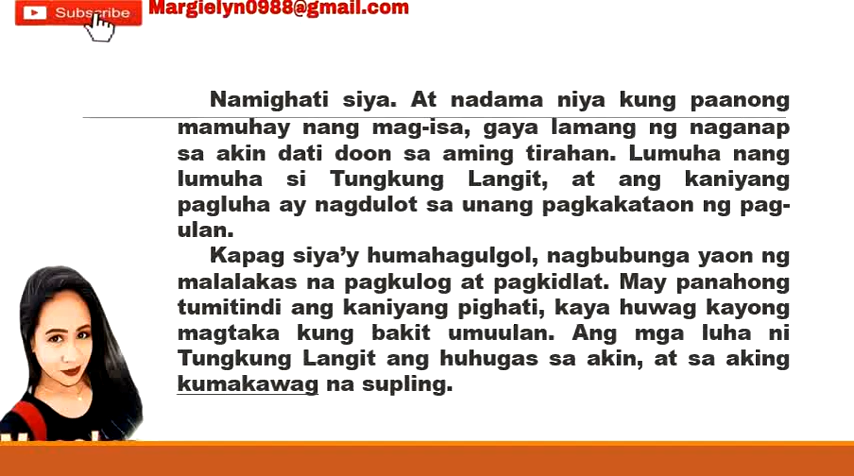 Subscribe
Margielyn0988@gmail.com
Namighati siya. At nadama niya kung paanong
mamuhay nang mag-isa, gaya lamang ng naganap
sa akin dati doon sa aming tirahan. Lumuha nang
lumuha si Tungkung Langit, at ang kaniyang
pagluha ay nagdulot sa unang pagkakataon ng pag-
ulan.
Kapag siya'y humahagulgol, nagbubunga yaon ng
malalakas na pagkulog at pagkidlat. May panahong
tumitindi ang kaniyang pighati, kaya huwag kayong
magtaka kung bakit umuulan. Ang mga luha ni
Tungkung Langit ang huhugas sa akin, at sa aking
kumakawag na supling.